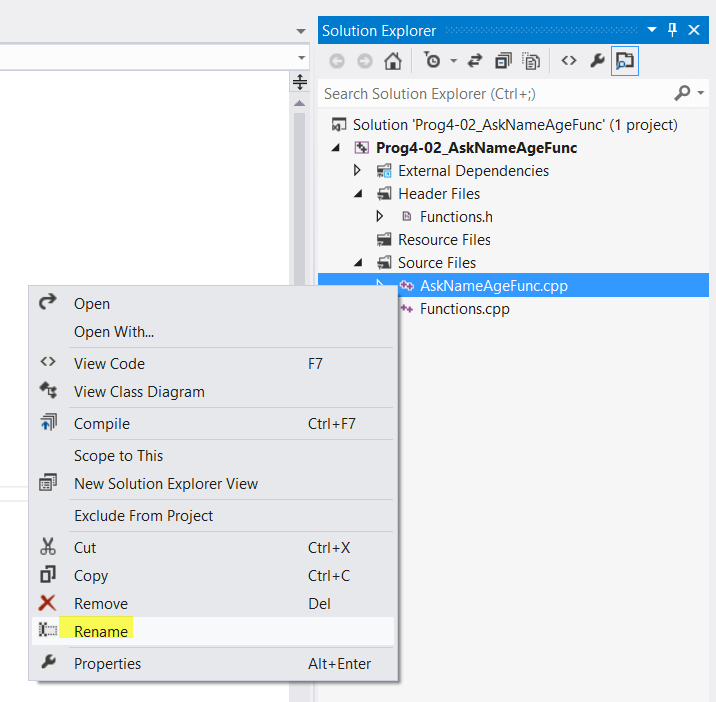 Solution Explorer
Search Solution Explorer (Ctrl+;)
Solution 'Prog4-02_AskNameAgeFunc' (1 project)
Prog4-02_AskNameAgeFunc
External Dependencies
Header Files
Functions.h
Resource Files
Source Files
AskNameAgeFunc.cpp
Functions.cpp
Open
Open With...
View Code F7
View Class Diagram
Compile Ctrl+F7
Scope to This
New Solution Explorer View
Exclude From Project
Cut Ctrl+X
Copy Ctrl+C
Remove Del
Rename
Properties Alt+Enter